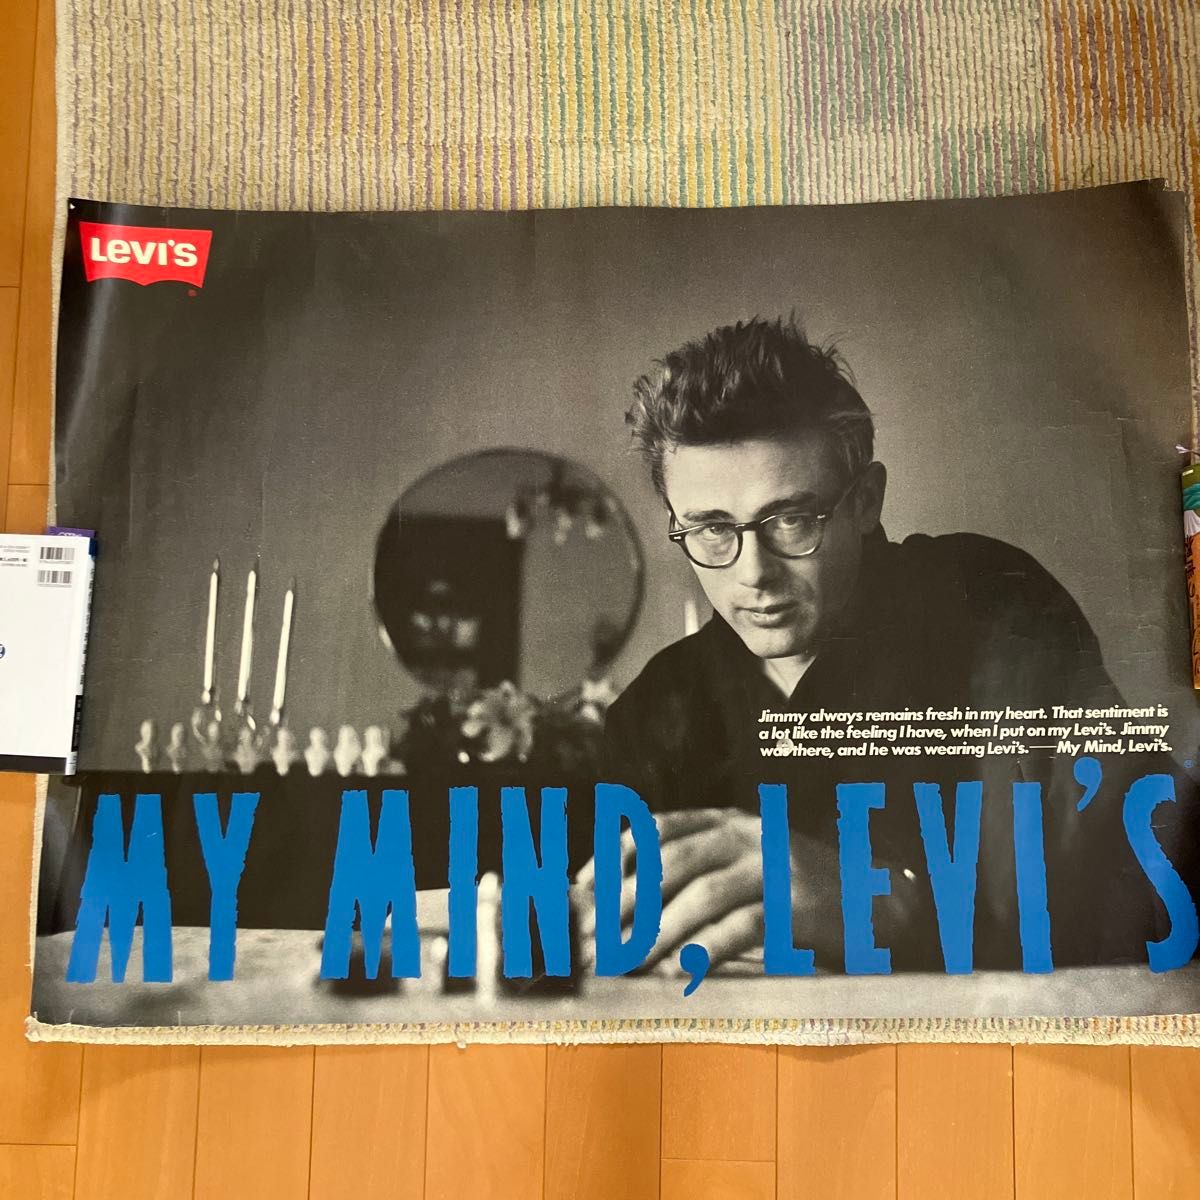 LEVI'S
®
Jimmy always remains fresh in my heart. That sentiment is
a lot like the feeling I have, when I put on my Levi's. Jimmy
was there, and he was wearing Levi's.—My Mind, Levi's.
®
MY MIND, LEVI'S